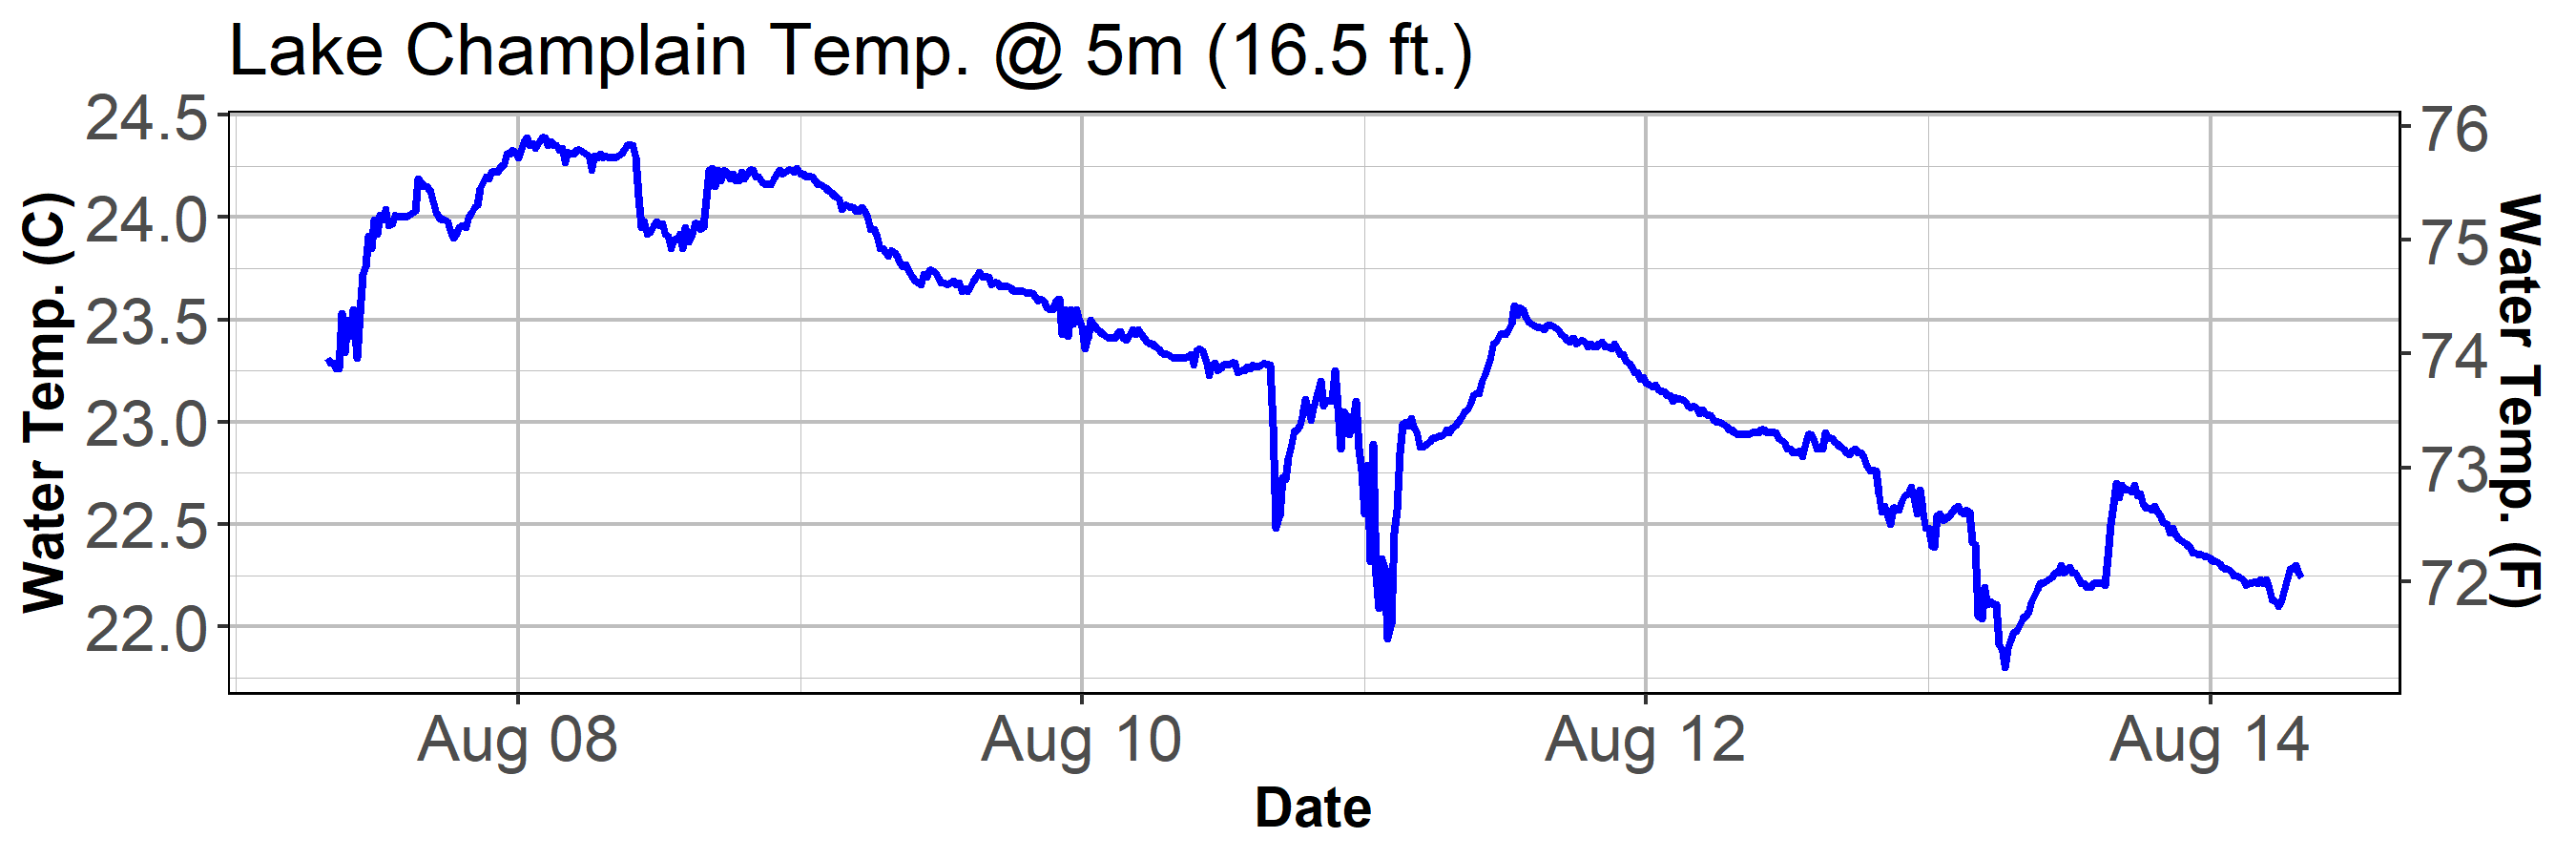 Lake Champlain Temp. @ 5m (16.5 ft.)
Water Temp. (C)
24.5
24.0
23.5
23.0
22.5
22.0
76
75
74
73
72
Water Temp. (F)
Aug 08
Aug 10
Aug 12
Aug 14
Date